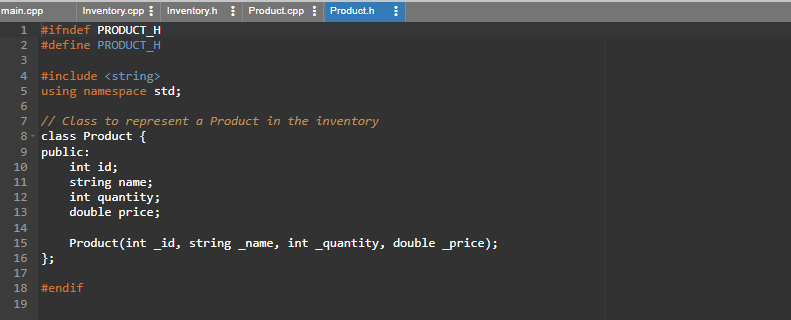 main.cpp Inventory.cpp Inventory.h Product.cpp Product.h
1 #ifndef PRODUCT_H
2 #define PRODUCT_H
3
4 #include <string>
5 using namespace std;
6
7 // Class to represent a Product in the inventory
8 class Product {
9 public:
10     int id;
11     string name;
12     int quantity;
13     double price;
14
15     Product(int _id, string _name, int _quantity, double _price);
16 };
17
18 #endif
19